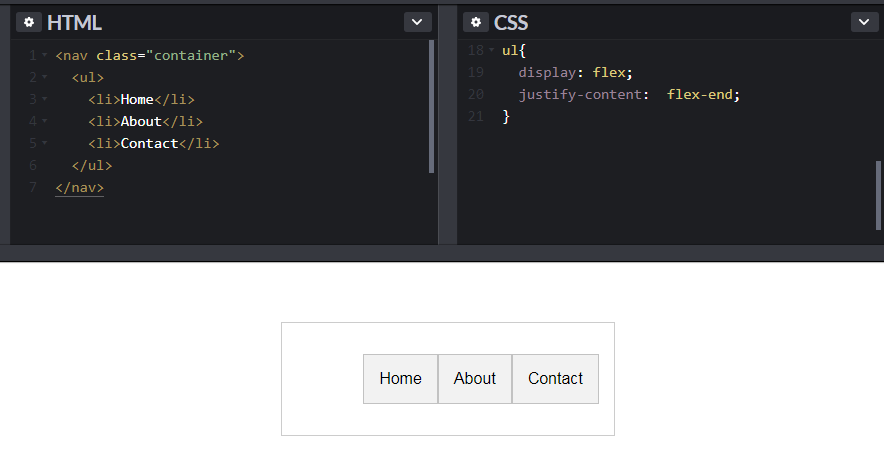 HTML
1 <nav class="container">
2 <ul>
3 <li>Home</li>
4 <li>About</li>
5 <li>Contact</li>
6 </ul>
7 </nav>
CSS
18 ul{
19 display: flex;
20 justify-content:  flex-end;
21 }
Home About Contact